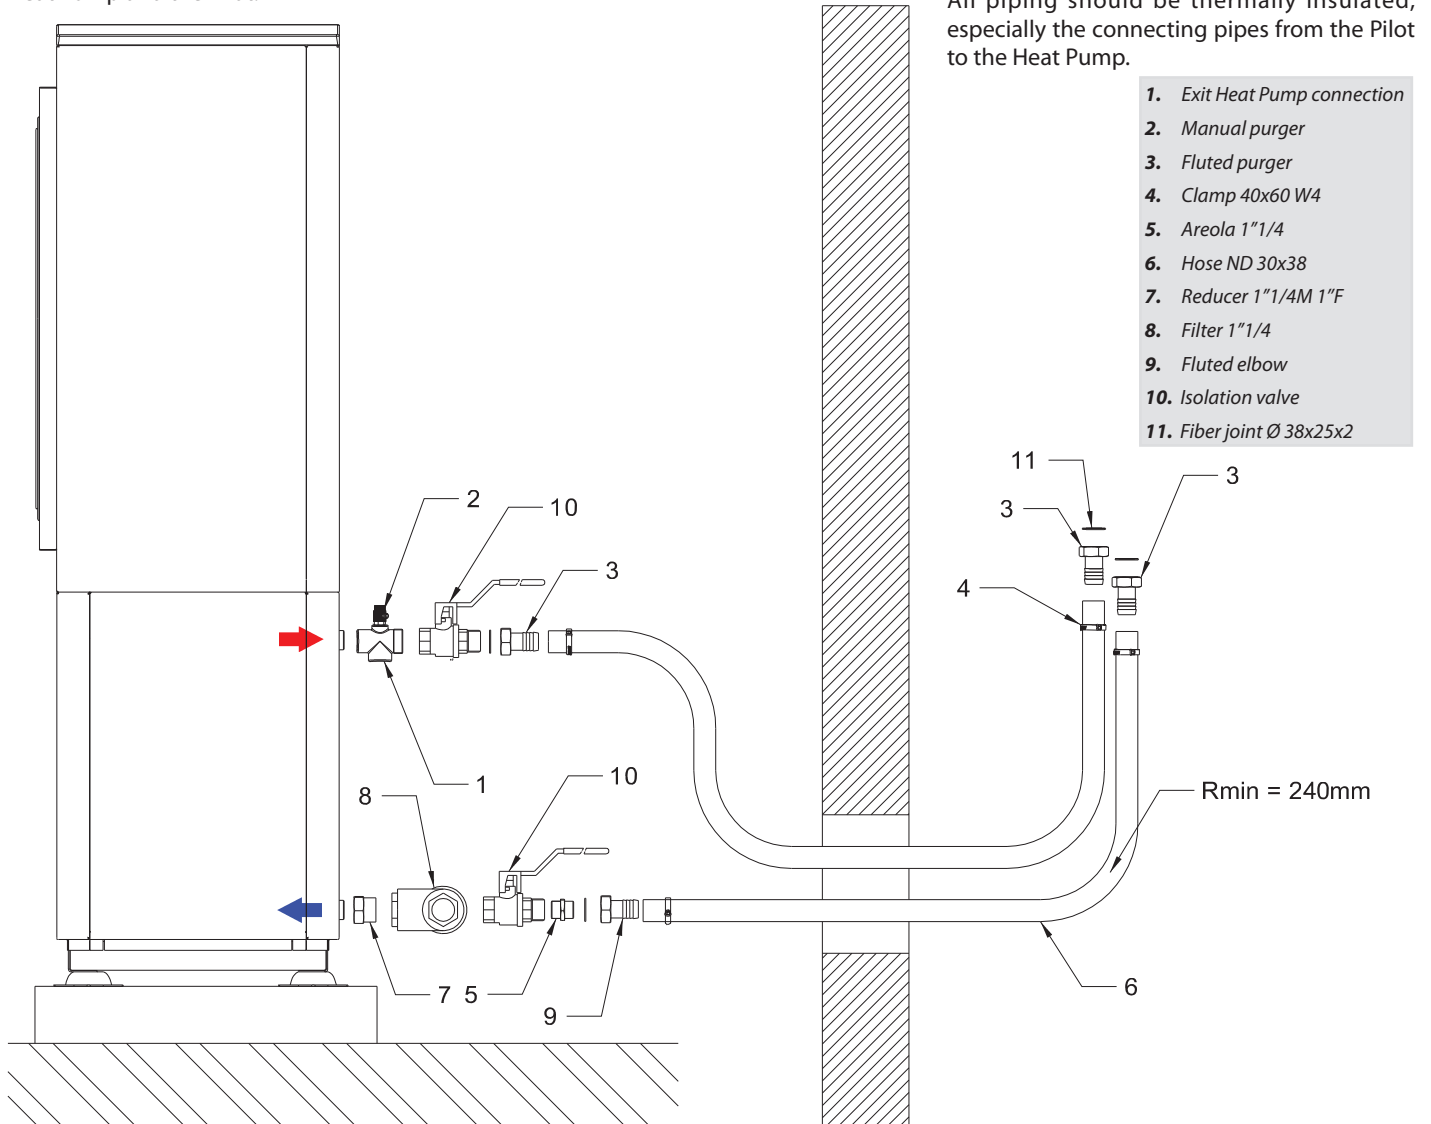 All piping should be thermally insulated,
especially the connecting pipes from the Pilot
to the Heat Pump.
1. Exit Heat Pump connection
2. Manual purger
3. Fluted purger
4. Clamp 40x60 W4
5. Areola 1”1/4
6. Hose ND 30x38
7. Reducer 1”1/4M 1”F
8. Filter 1”1/4
9. Fluted elbow
10. Isolation valve
11. Fiber joint Ø 38x25x2
11
3
3
2
10
3
4
1
10
8
Rmin = 240mm
7 5
6
9